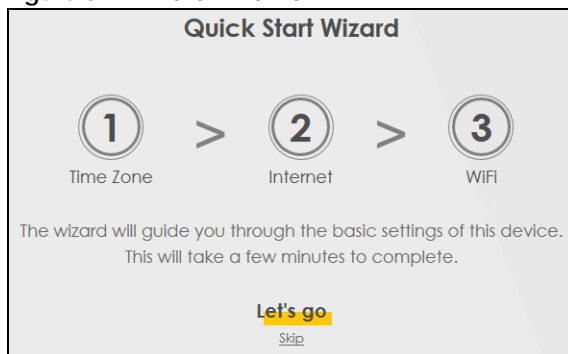 Quick Start Wizard
1 > 2 > 3
Time Zone Internet WiFi
The wizard will guide you through the basic settings of this device.
This will take a few minutes to complete.
Let's go
Skip